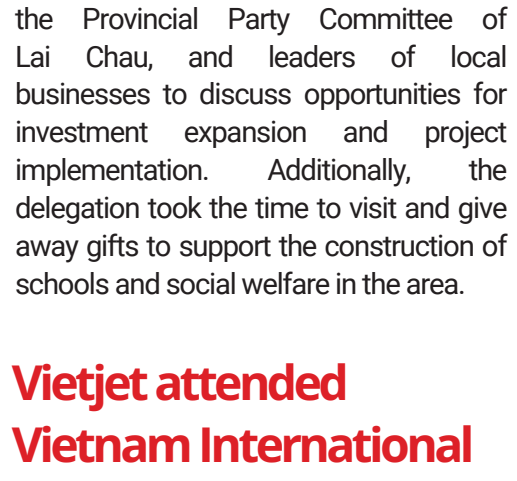 the Provincial Party Committee of
Lai Chau, and leaders of local
businesses to discuss opportunities for
investment expansion and project
implementation. Additionally, the
delegation took the time to visit and give
away gifts to support the construction of
schools and social welfare in the area.
Vietjet attended
Vietnam International